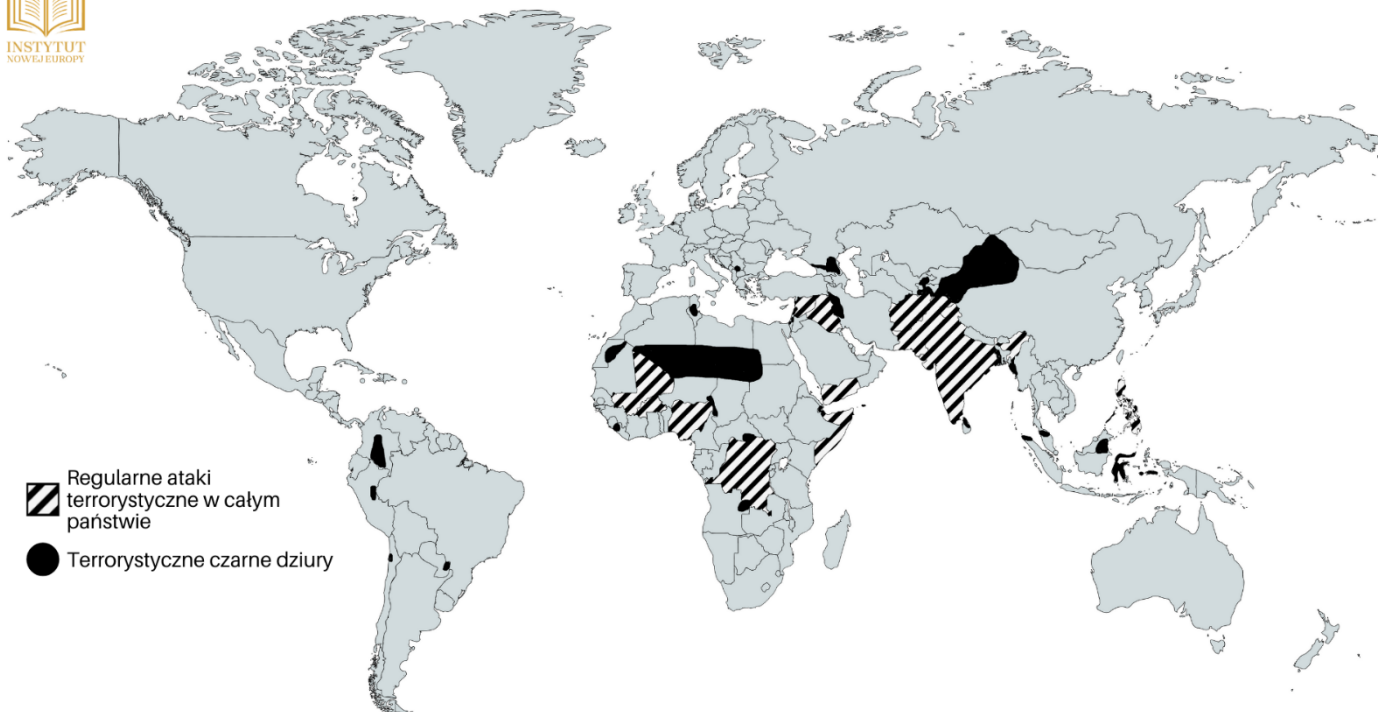 INSTYTUT
NOWEJ EUROPY
Regularne ataki
terrorystyczne w całym
państwie
Terrorystyczne czarne dziury